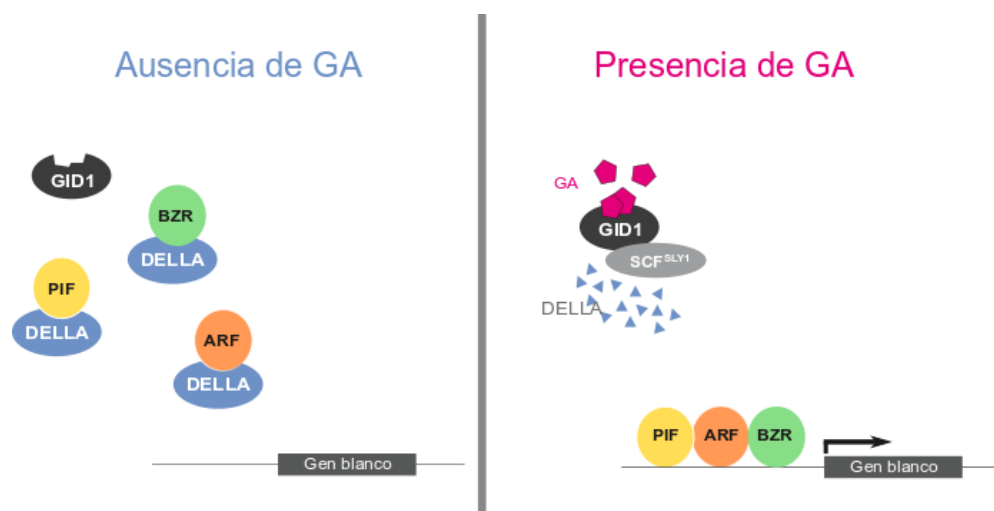 Ausencia de GA
GID1
BZR
DELLA
PIF
DELLA
ARF
DELLA
Gen blanco
Presencia de GA
GA
GID1
SCF^SLY1
DELLA
PIF
ARF
BZR
Gen blanco